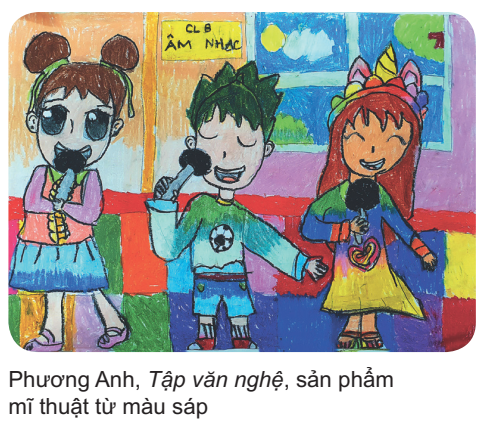 CLB
ÂM NHẠC
Phương Anh, Tập văn nghệ, sản phẩm
mĩ thuật từ màu sáp